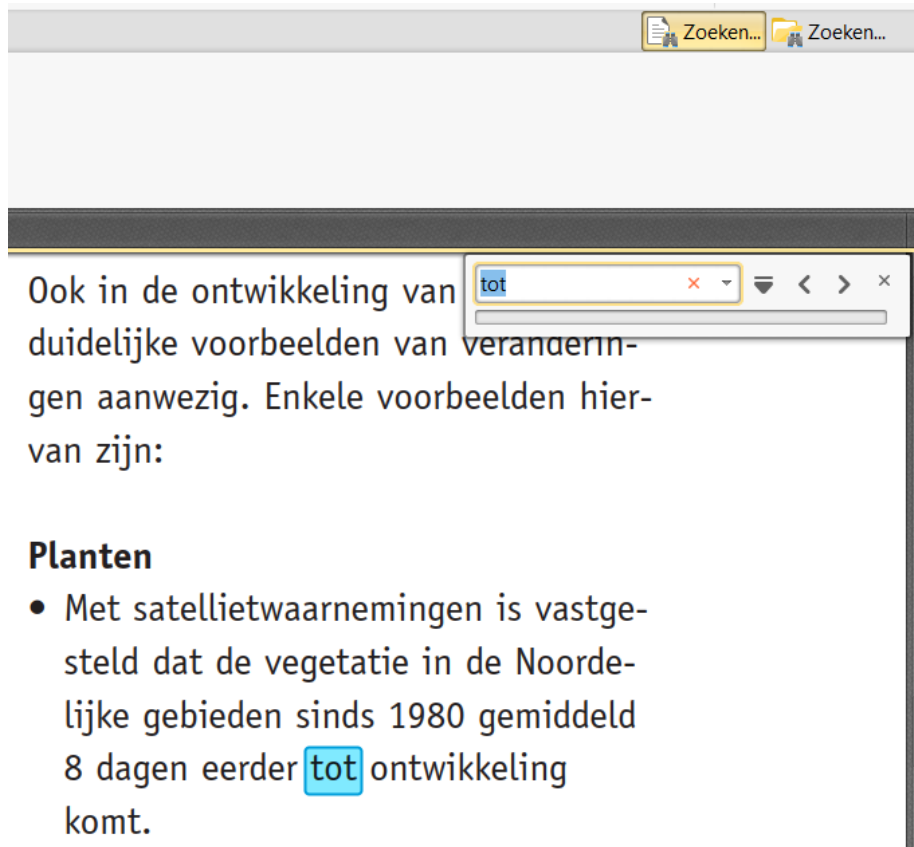 Zoeken... Zoeken...
tot
Ook in de ontwikkeling van
duidelijke voorbeelden van veranderin-
gen aanwezig. Enkele voorbeelden hier-
van zijn:
Planten
• Met satellietwaarnemingen is vastge-
steld dat de vegetatie in de Noorde-
lijke gebieden sinds 1980 gemiddeld
8 dagen eerder tot ontwikkeling
komt.